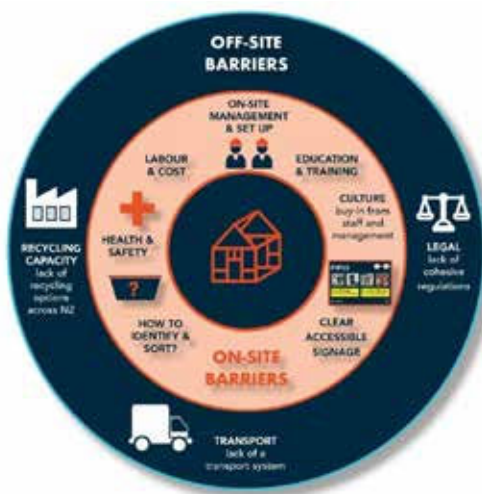 OFF-SITE
BARRIERS
ON-SITE
MANAGEMENT
& SET UP
LABOUR
& COST
EDUCATION
& TRAINING
CULTURE
buy-in from
staff and
management
HEALTH &
SAFETY
RECYCLING
CAPACITY
lack of
recycling
options
across NZ
LEGAL
lack of
cohesive
regulations
?
HOW TO
IDENTIFY &
SORT?
CLEAR
ACCESSIBLE
SIGNAGE
ON-SITE
BARRIERS
TRANSPORT
lack of a
transport system